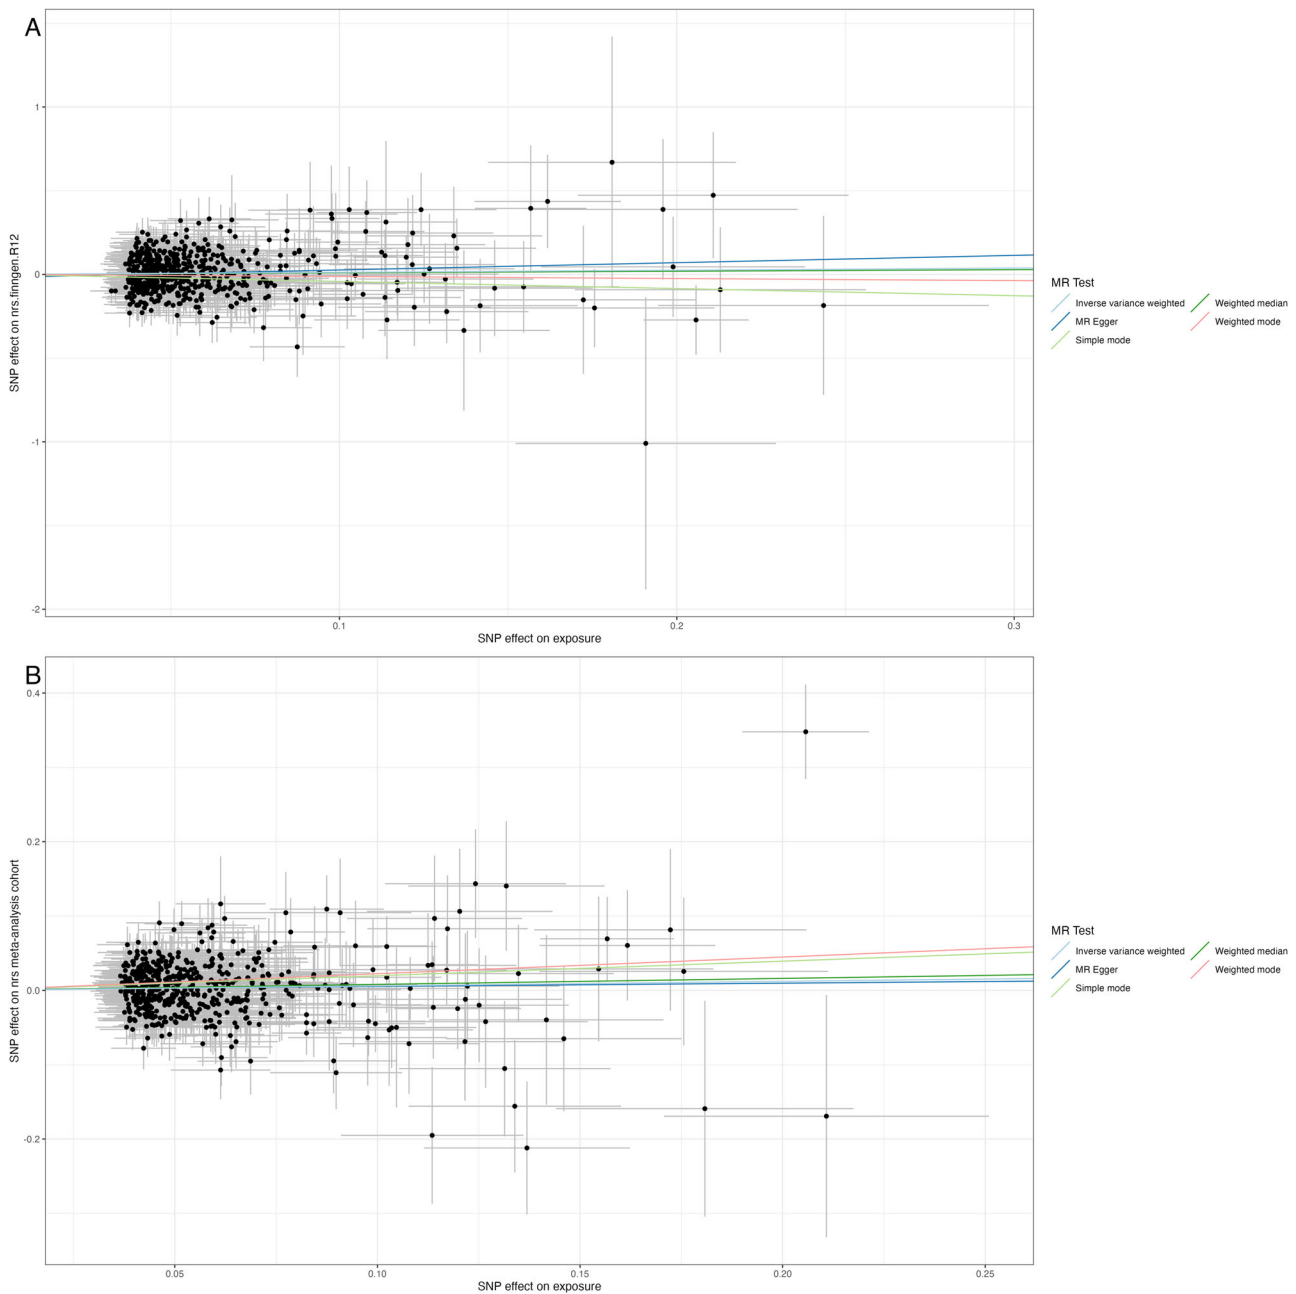 A
SNP effect on nrs.finngen.R12
1
0
-1
-2
0.1
0.2
0.3
SNP effect on exposure
MR Test
Inverse variance weighted
Weighted median
MR Egger
Weighted mode
Simple mode
B
SNP effect on nrs meta-analysis cohort
0.4
0.2
0.0
-0.2
0.05
0.10
0.15
0.20
0.25
SNP effect on exposure
MR Test
Inverse variance weighted
Weighted median
MR Egger
Weighted mode
Simple mode